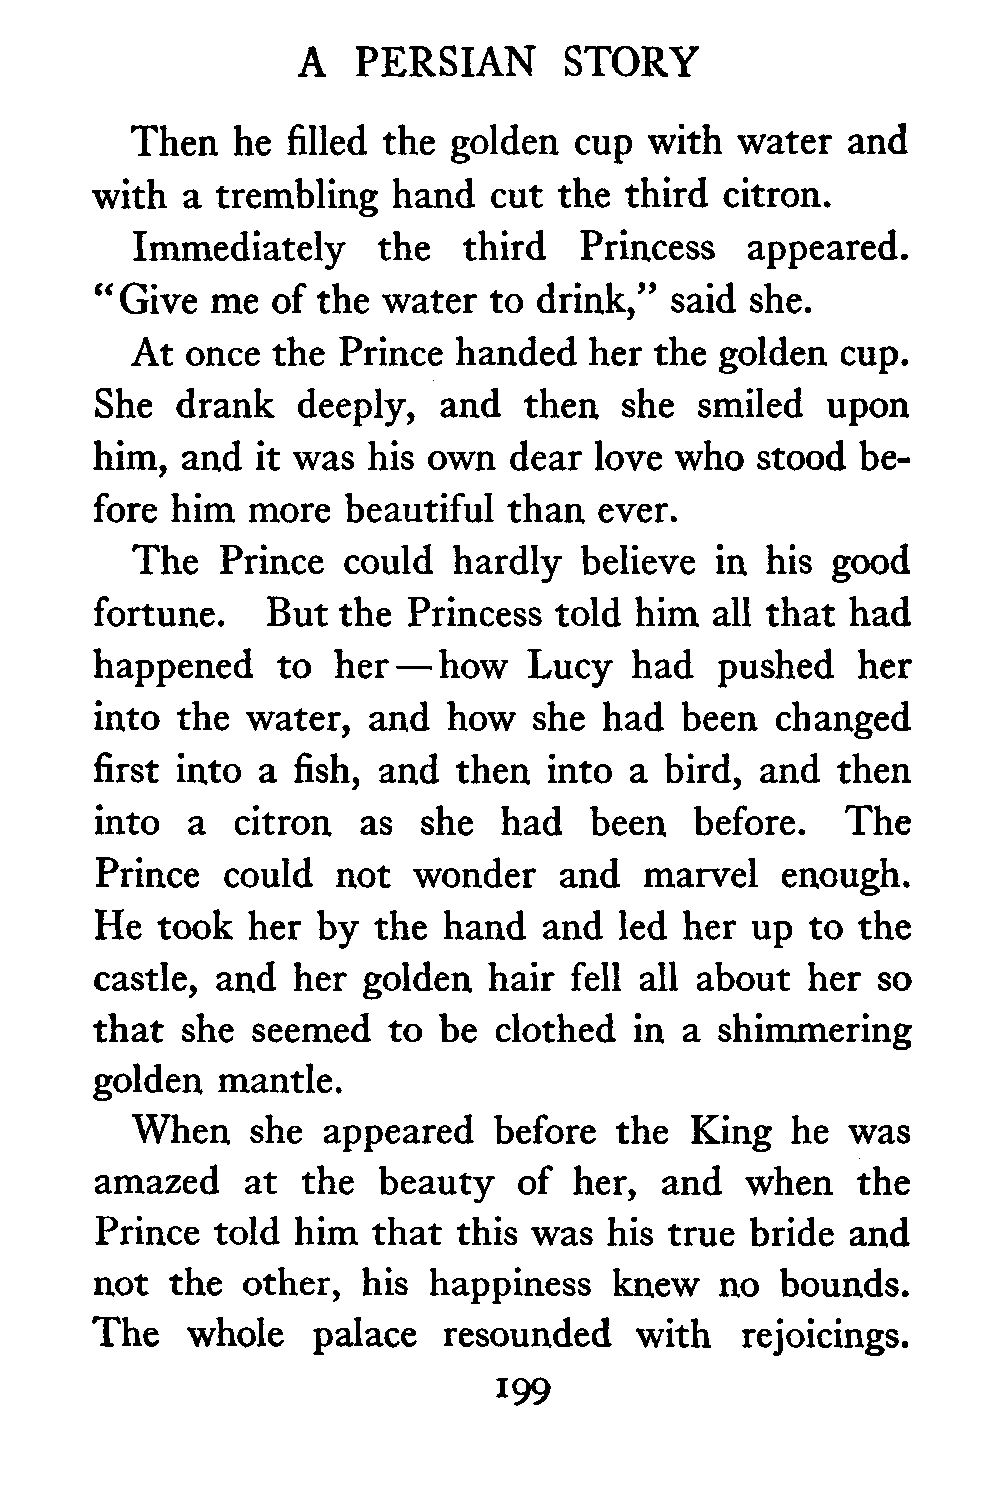 A PERSIAN STORY
Then he filled the golden cup with water and
with a trembling hand cut the third citron.
Immediately the third Princess appeared.
“Give me of the water to drink,” said she.
At once the Prince handed her the golden cup.
She drank deeply, and then she smiled upon
him, and it was his own dear love who stood be-
fore him more beautiful than ever.
The Prince could hardly believe in his good
fortune. But the Princess told him all that had
happened to her—how Lucy had pushed her
into the water, and how she had been changed
first into a fish, and then into a bird, and then
into a citron as she had been before. The
Prince could not wonder and marvel enough.
He took her by the hand and led her up to the
castle, and her golden hair fell all about her so
that she seemed to be clothed in a shimmering
golden mantle.
When she appeared before the King he was
amazed at the beauty of her, and when the
Prince told him that this was his true bride and
not the other, his happiness knew no bounds.
The whole palace resounded with rejoicings.
199